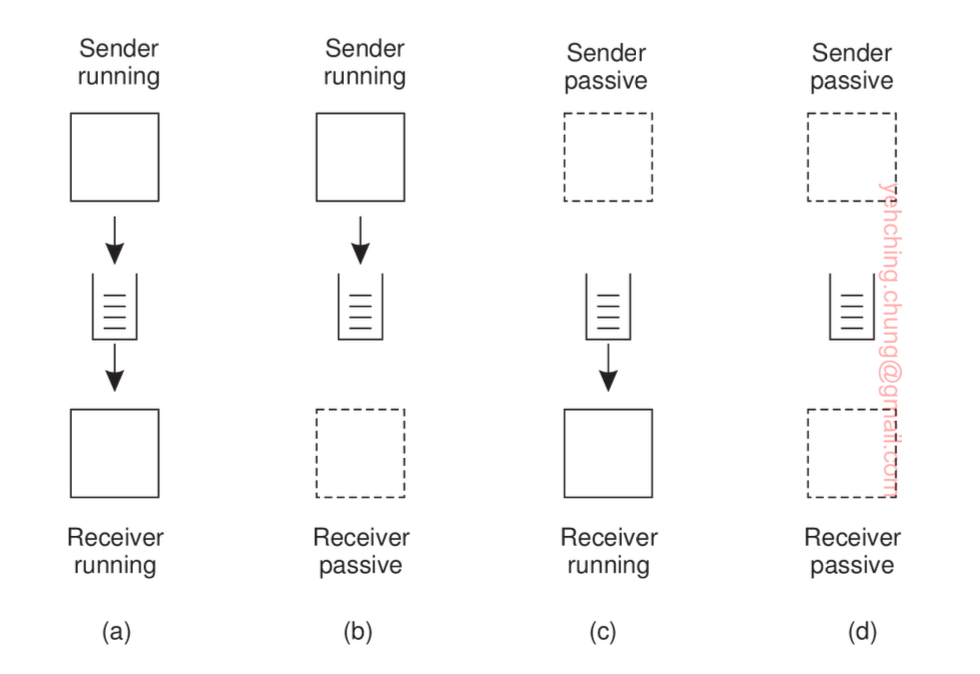 Sender
running
Sender
running
Sender
passive
Sender
passive
yehching.chung@gmail.com
Receiver
running
Receiver
passive
Receiver
running
Receiver
passive
(a)
(b)
(c)
(d)